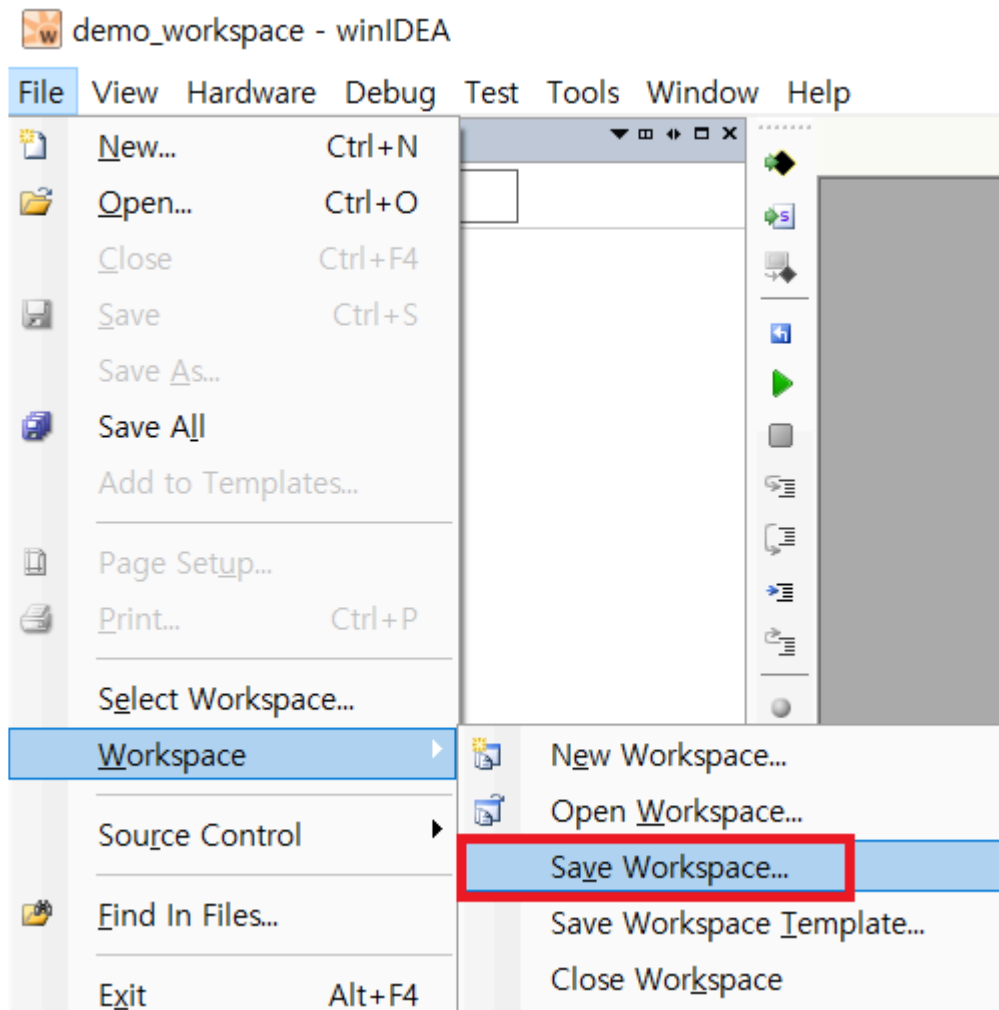 demo_workspace - winIDEA
File View Hardware Debug Test Tools Window Help
New... Ctrl+N
Open... Ctrl+O
Close Ctrl+F4
Save Ctrl+S
Save As...
Save All
Add to Templates...
Page Setup...
Print... Ctrl+P
Select Workspace...
Workspace
New Workspace...
Open Workspace...
Source Control
Save Workspace...
Find In Files...
Save Workspace Template...
Close Workspace
Exit Alt+F4